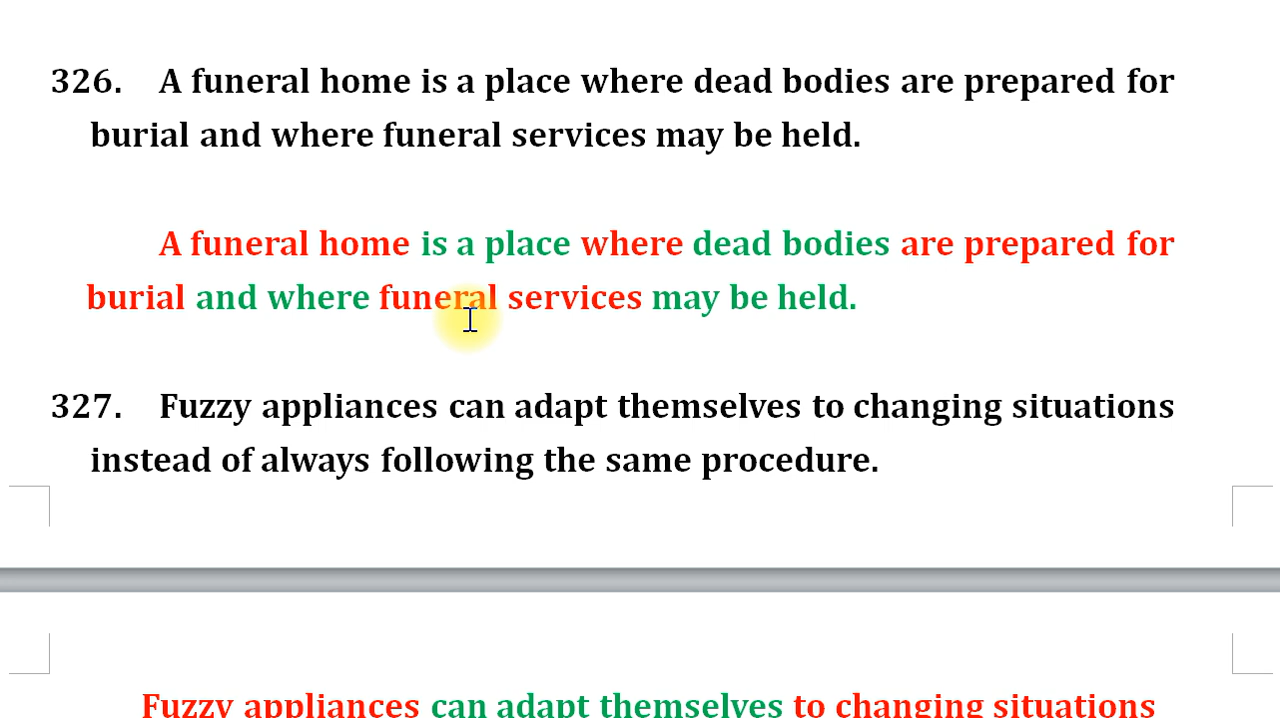 326. A funeral home is a place where dead bodies are prepared for
burial and where funeral services may be held.
A funeral home is a place where dead bodies are prepared for
burial and where funeral services may be held.
327. Fuzzy appliances can adapt themselves to changing situations
instead of always following the same procedure.
Fuzzy appliances can adapt themselves to changing situations